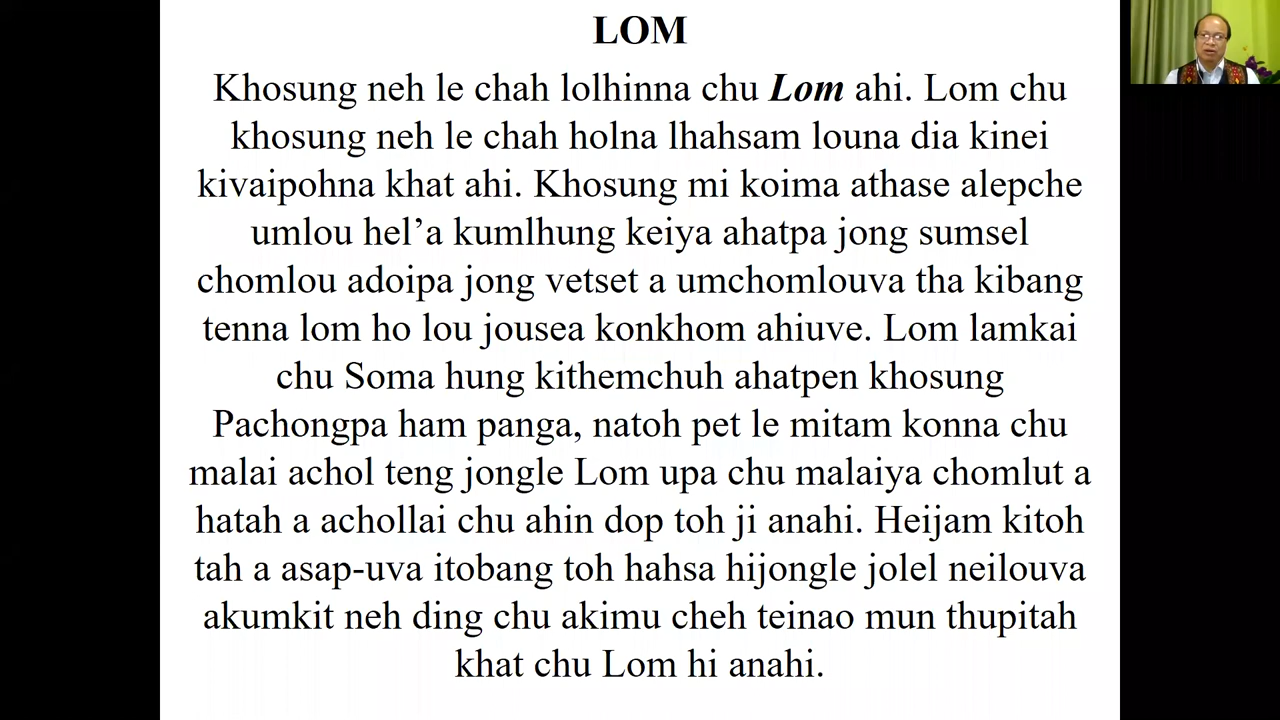 LOM
Khosung neh le chah lolhinna chu Lom ahi. Lom chu
khosung neh le chah holna lhahsam louna dia kinei
kivaipohna khat ahi. Khosung mi koima athase alepche
umlou hel’a kumlhung keiya ahatpa jong sumsel
chomlou adoipa jong vetset a umchomlouva tha kibang
tenna lom ho lou jousea konkhom ahiuve. Lom lamkai
chu Soma hung kithemchuh ahatpen khosung
Pachongpa ham panga, natoh pet le mitam konna chu
malai achol teng jongle Lom upa chu malaiya chomlut a
hatah a achollai chu ahin dop toh ji anahi. Heijam kitoh
tah a asap-uva itobang toh hahsa hijongle jolel neilouva
akumkit neh ding chu akimu cheh teinao mun thupitah
khat chu Lom hi anahi.